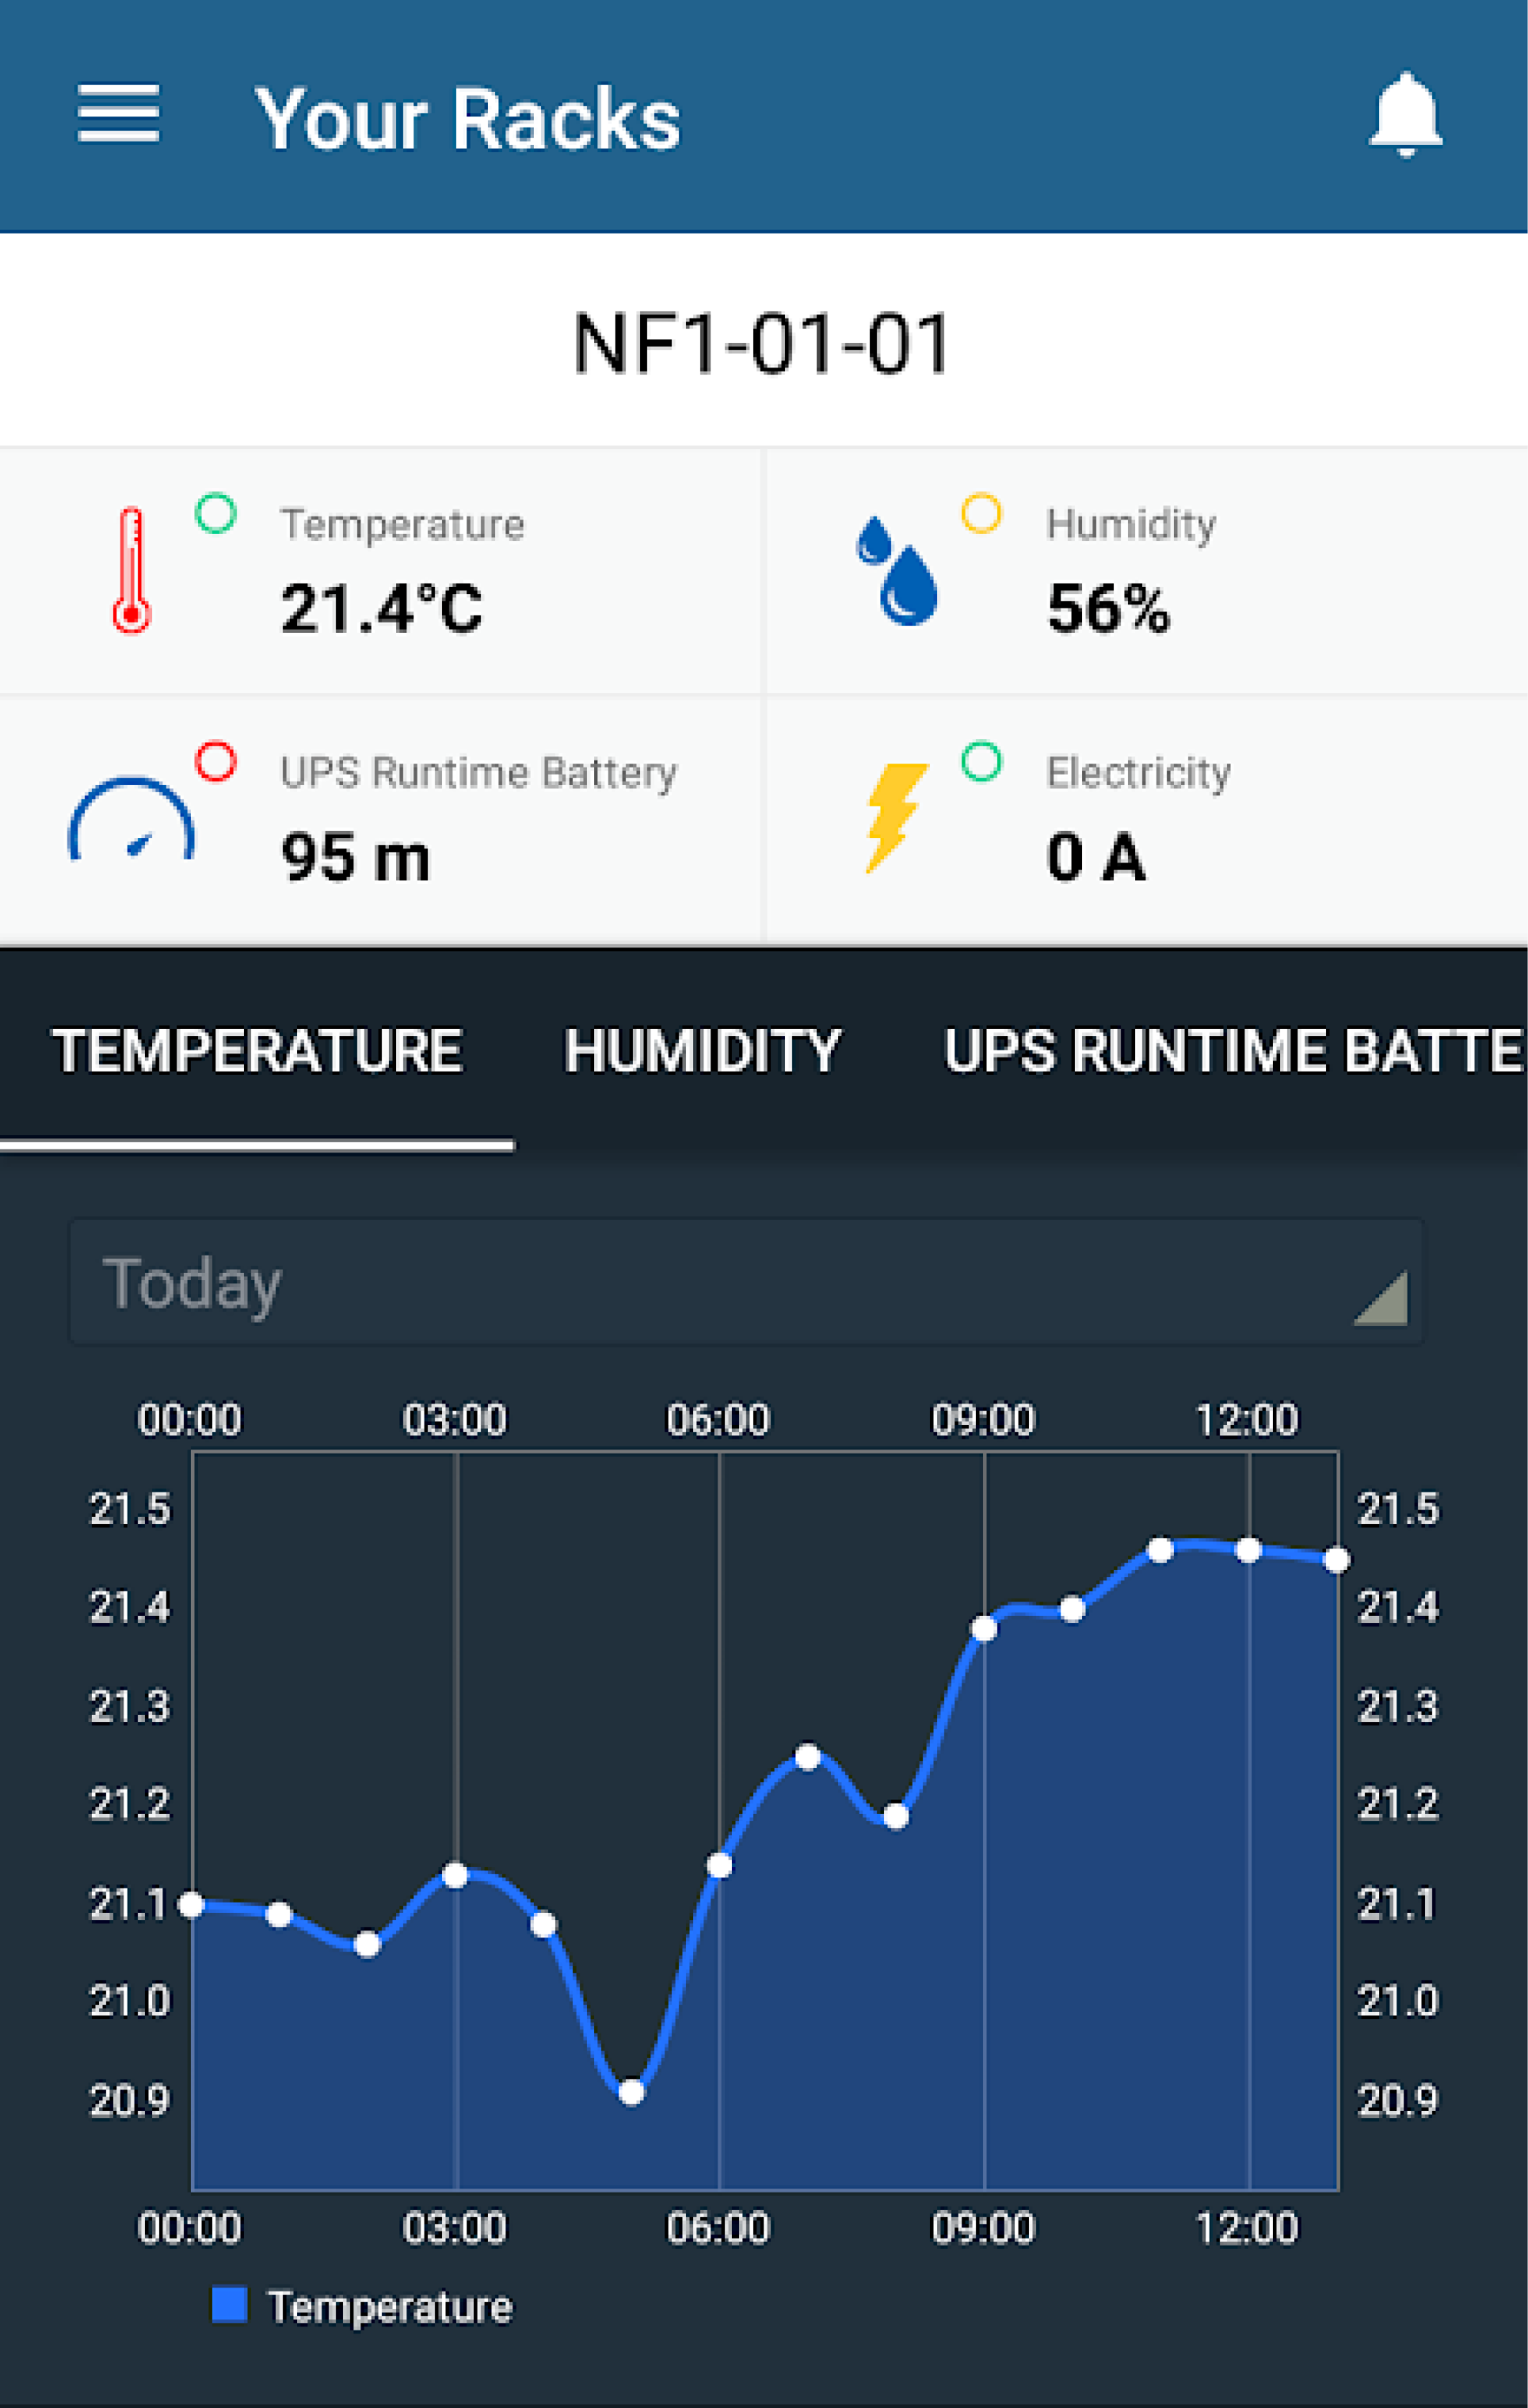 Your Racks
NF1-01-01
Temperature
21.4°C
Humidity
56%
UPS Runtime Battery
95 m
Electricity
0 A
TEMPERATURE HUMIDITY UPS RUNTIME BATTE
Today
00:00 03:00 06:00 09:00 12:00
21.5 21.5
21.4 21.4
21.3 21.3
21.2 21.2
21.1 21.1
21.0 21.0
20.9 20.9
00:00 03:00 06:00 09:00 12:00
Temperature